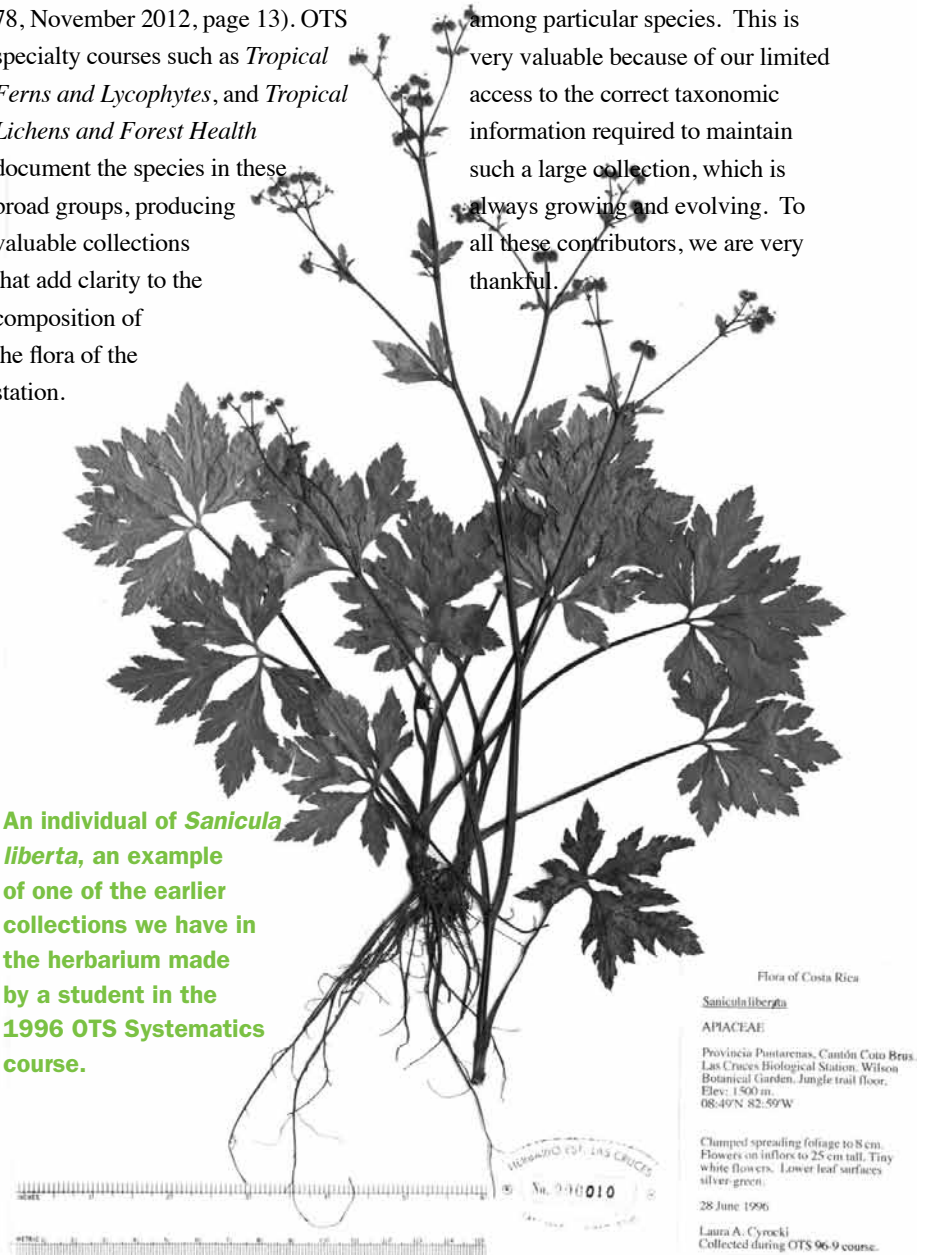 78, November 2012, page 13). OTS
specialty courses such as Tropical
Ferns and Lycophytes, and Tropical
Lichens and Forest Health
document the species in these
broad groups, producing
valuable collections
that add clarity to the
composition of
the flora of the
station.
among particular species. This is
very valuable because of our limited
access to the correct taxonomic
information required to maintain
such a large collection, which is
always growing and evolving. To
all these contributors, we are very
thankful.
An individual of Sanicula
liberta, an example
of one of the earlier
collections we have in
the herbarium made
by a student in the
1996 OTS Systematics
course.
Flora of Costa Rica
Sanicula liberta
APIACEAE
Provincia Puntarenas, Cantón Coto Brus.
Las Cruces Biological Station. Wilson
Botanical Garden. Jungle trail floor.
Elev: 1500 m.
08:49'N 82:59'W
Clumped spreading foliage to 8 cm.
Flowers on inflors to 25 cm tall. Tiny
white flowers. Lower leaf surfaces
silver-green.
28 June 1996
Laura A. Cyrocki
Collected during OTS 96-9 course.
HERBARIO EST. LAS CRUCES
No. 010
INCHES
METRIC